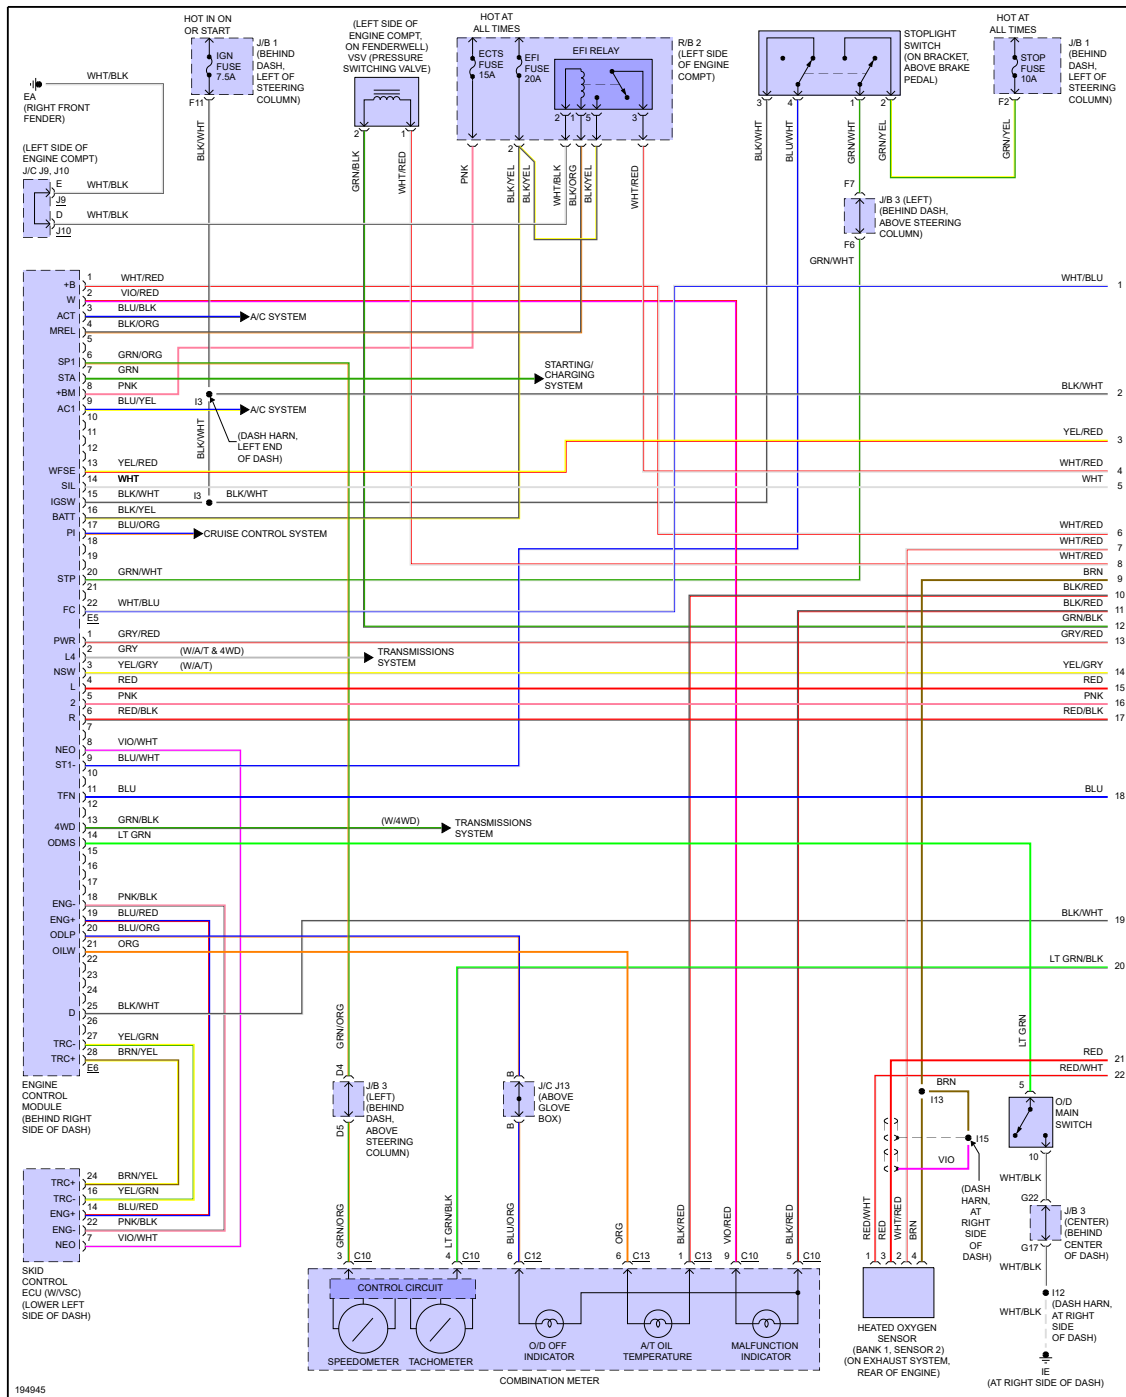 HOT IN ON
OR START
IGN
FUSE
7.5A
F11
J/B 1
(BEHIND
DASH,
LEFT OF
STEERING
COLUMN)
(LEFT SIDE OF
ENGINE COMPT,
ON FENDERWELL)
VSV (PRESSURE
SWITCHING VALVE)
2
1
HOT AT
ALL TIMES
ECTS
FUSE
15A
EFI
FUSE
20A
EFI RELAY
2
1
5
3
2
R/B 2
(LEFT SIDE
OF ENGINE
COMPT)
STOPLIGHT
SWITCH
(ON BRACKET,
ABOVE BRAKE
PEDAL)
3
4
1
2
HOT AT
ALL TIMES
STOP
FUSE
10A
F2
J/B 1
(BEHIND
DASH,
LEFT OF
STEERING
COLUMN)
WHT/BLK
EA
(RIGHT FRONT
FENDER)
(LEFT SIDE OF
ENGINE COMPT)
J/C J9, J10
E
WHT/BLK
J9
D
WHT/BLK
J10
BLK/WHT
GRN/BLK
WHT/RED
PNK
BLK/YEL
BLK/YEL
WHT/BLK
BLK/ORG
BLK/YEL
WHT/RED
BLK/WHT
BLU/WHT
GRN/WHT
GRN/YEL
GRN/YEL
F7
J/B 3 (LEFT)
(BEHIND DASH,
ABOVE STEERING
COLUMN)
F6
GRN/WHT
+B
1
WHT/RED
WHT/BLU
1
W
2
VIO/RED
ACT
3
BLU/BLK
A/C SYSTEM
MREL
4
BLK/ORG
5
SP1
6
GRN/ORG
STA
7
GRN
STARTING/
CHARGING
SYSTEM
+BM
8
PNK
BLK/WHT
2
AC1
9
BLU/YEL
A/C SYSTEM
I3
10
11
12
BLK/WHT
(DASH HARN,
LEFT END
OF DASH)
YEL/RED
3
WFSE
13
YEL/RED
WHT/RED
4
SIL
14
WHT
WHT
5
IGSW
15
BLK/WHT
I3
BLK/WHT
BATT
16
BLK/YEL
PI
17
BLU/ORG
CRUISE CONTROL SYSTEM
WHT/RED
6
18
WHT/RED
7
19
WHT/RED
8
STP
20
GRN/WHT
BRN
9
21
BLK/RED
10
FC
22
WHT/BLU
BLK/RED
11
E5
GRN/BLK
12
PWR
1
GRY/RED
GRY/RED
13
L4
2
GRY
(W/A/T & 4WD)
TRANSMISSIONS
SYSTEM
NSW
3
YEL/GRY
(W/A/T)
YEL/GRY
14
L
4
RED
RED
15
2
5
PNK
PNK
16
R
6
RED/BLK
RED/BLK
17
7
NEO
8
VIO/WHT
ST1-
9
BLU/WHT
10
TFN
11
BLU
BLU
18
12
4WD
13
GRN/BLK
(W/4WD)
TRANSMISSIONS
SYSTEM
ODMS
14
LT GRN
15
16
17
ENG-
18
PNK/BLK
ENG+
19
BLU/RED
BLK/WHT
19
ODLP
20
BLU/ORG
OILW
21
ORG
22
LT GRN/BLK
20
23
24
D
25
BLK/WHT
26
TRC-
27
YEL/GRN
TRC+
28
BRN/YEL
E6
ENGINE
CONTROL
MODULE
(BEHIND RIGHT
SIDE OF DASH)
GRN/ORG
D4
J/B 3
(LEFT)
(BEHIND
DASH,
ABOVE
STEERING
COLUMN)
D5
B
J/C J13
(ABOVE
GLOVE
BOX)
B
LT GRN
RED
21
RED/WHT
22
BRN
I13
I15
VIO
(DASH
HARN,
AT
RIGHT
SIDE
OF
DASH)
5
O/D
MAIN
SWITCH
10
WHT/BLK
G22
J/B 3
(CENTER)
(BEHIND
CENTER
OF DASH)
G17
WHT/BLK
I12
(DASH HARN,
AT RIGHT
SIDE
OF DASH)
WHT/BLK
IE
(AT RIGHT SIDE OF DASH)
TRC+
24
BRN/YEL
TRC-
16
YEL/GRN
ENG+
14
BLU/RED
ENG-
22
PNK/BLK
NEO
7
VIO/WHT
SKID
CONTROL
ECU (W/VSC)
(LOWER LEFT
SIDE OF DASH)
GRN/ORG
LT GRN/BLK
BLU/ORG
ORG
BLK/RED
VIO/RED
BLK/RED
RED/WHT
RED
WHT/RED
BRN
3
C10
4
C10
6
C12
6
C13
1
C13
9
C10
5
C10
1
3
2
4
CONTROL CIRCUIT
SPEEDOMETER
TACHOMETER
O/D OFF
INDICATOR
A/T OIL
TEMPERATURE
MALFUNCTION
INDICATOR
COMBINATION METER
HEATED OXYGEN
SENSOR
(BANK 1, SENSOR 2)
(ON EXHAUST SYSTEM,
REAR OF ENGINE)
194945